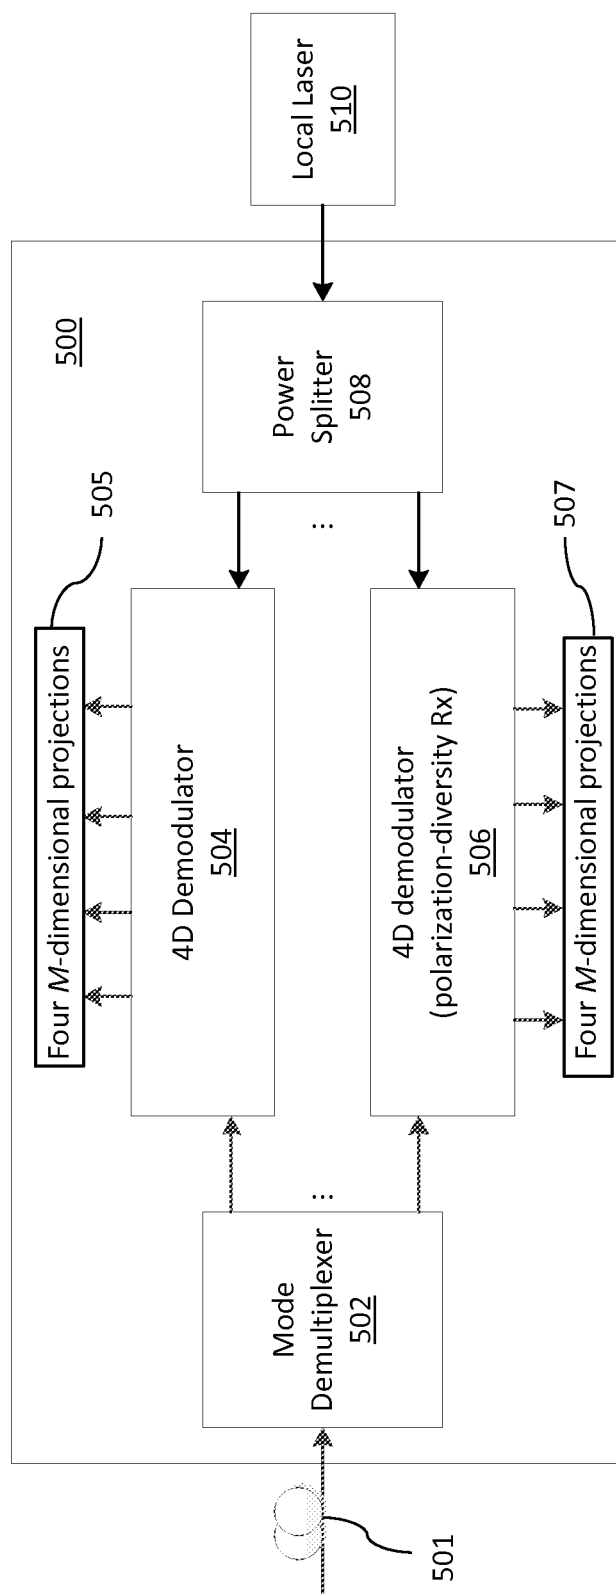 500
505
Four M-dimensional projections
4D Demodulator
504
Mode
Demultiplexer
502
...
...
Power
Splitter
508
Local Laser
510
501
4D demodulator
(polarization-diversity Rx)
506
Four M-dimensional projections
507